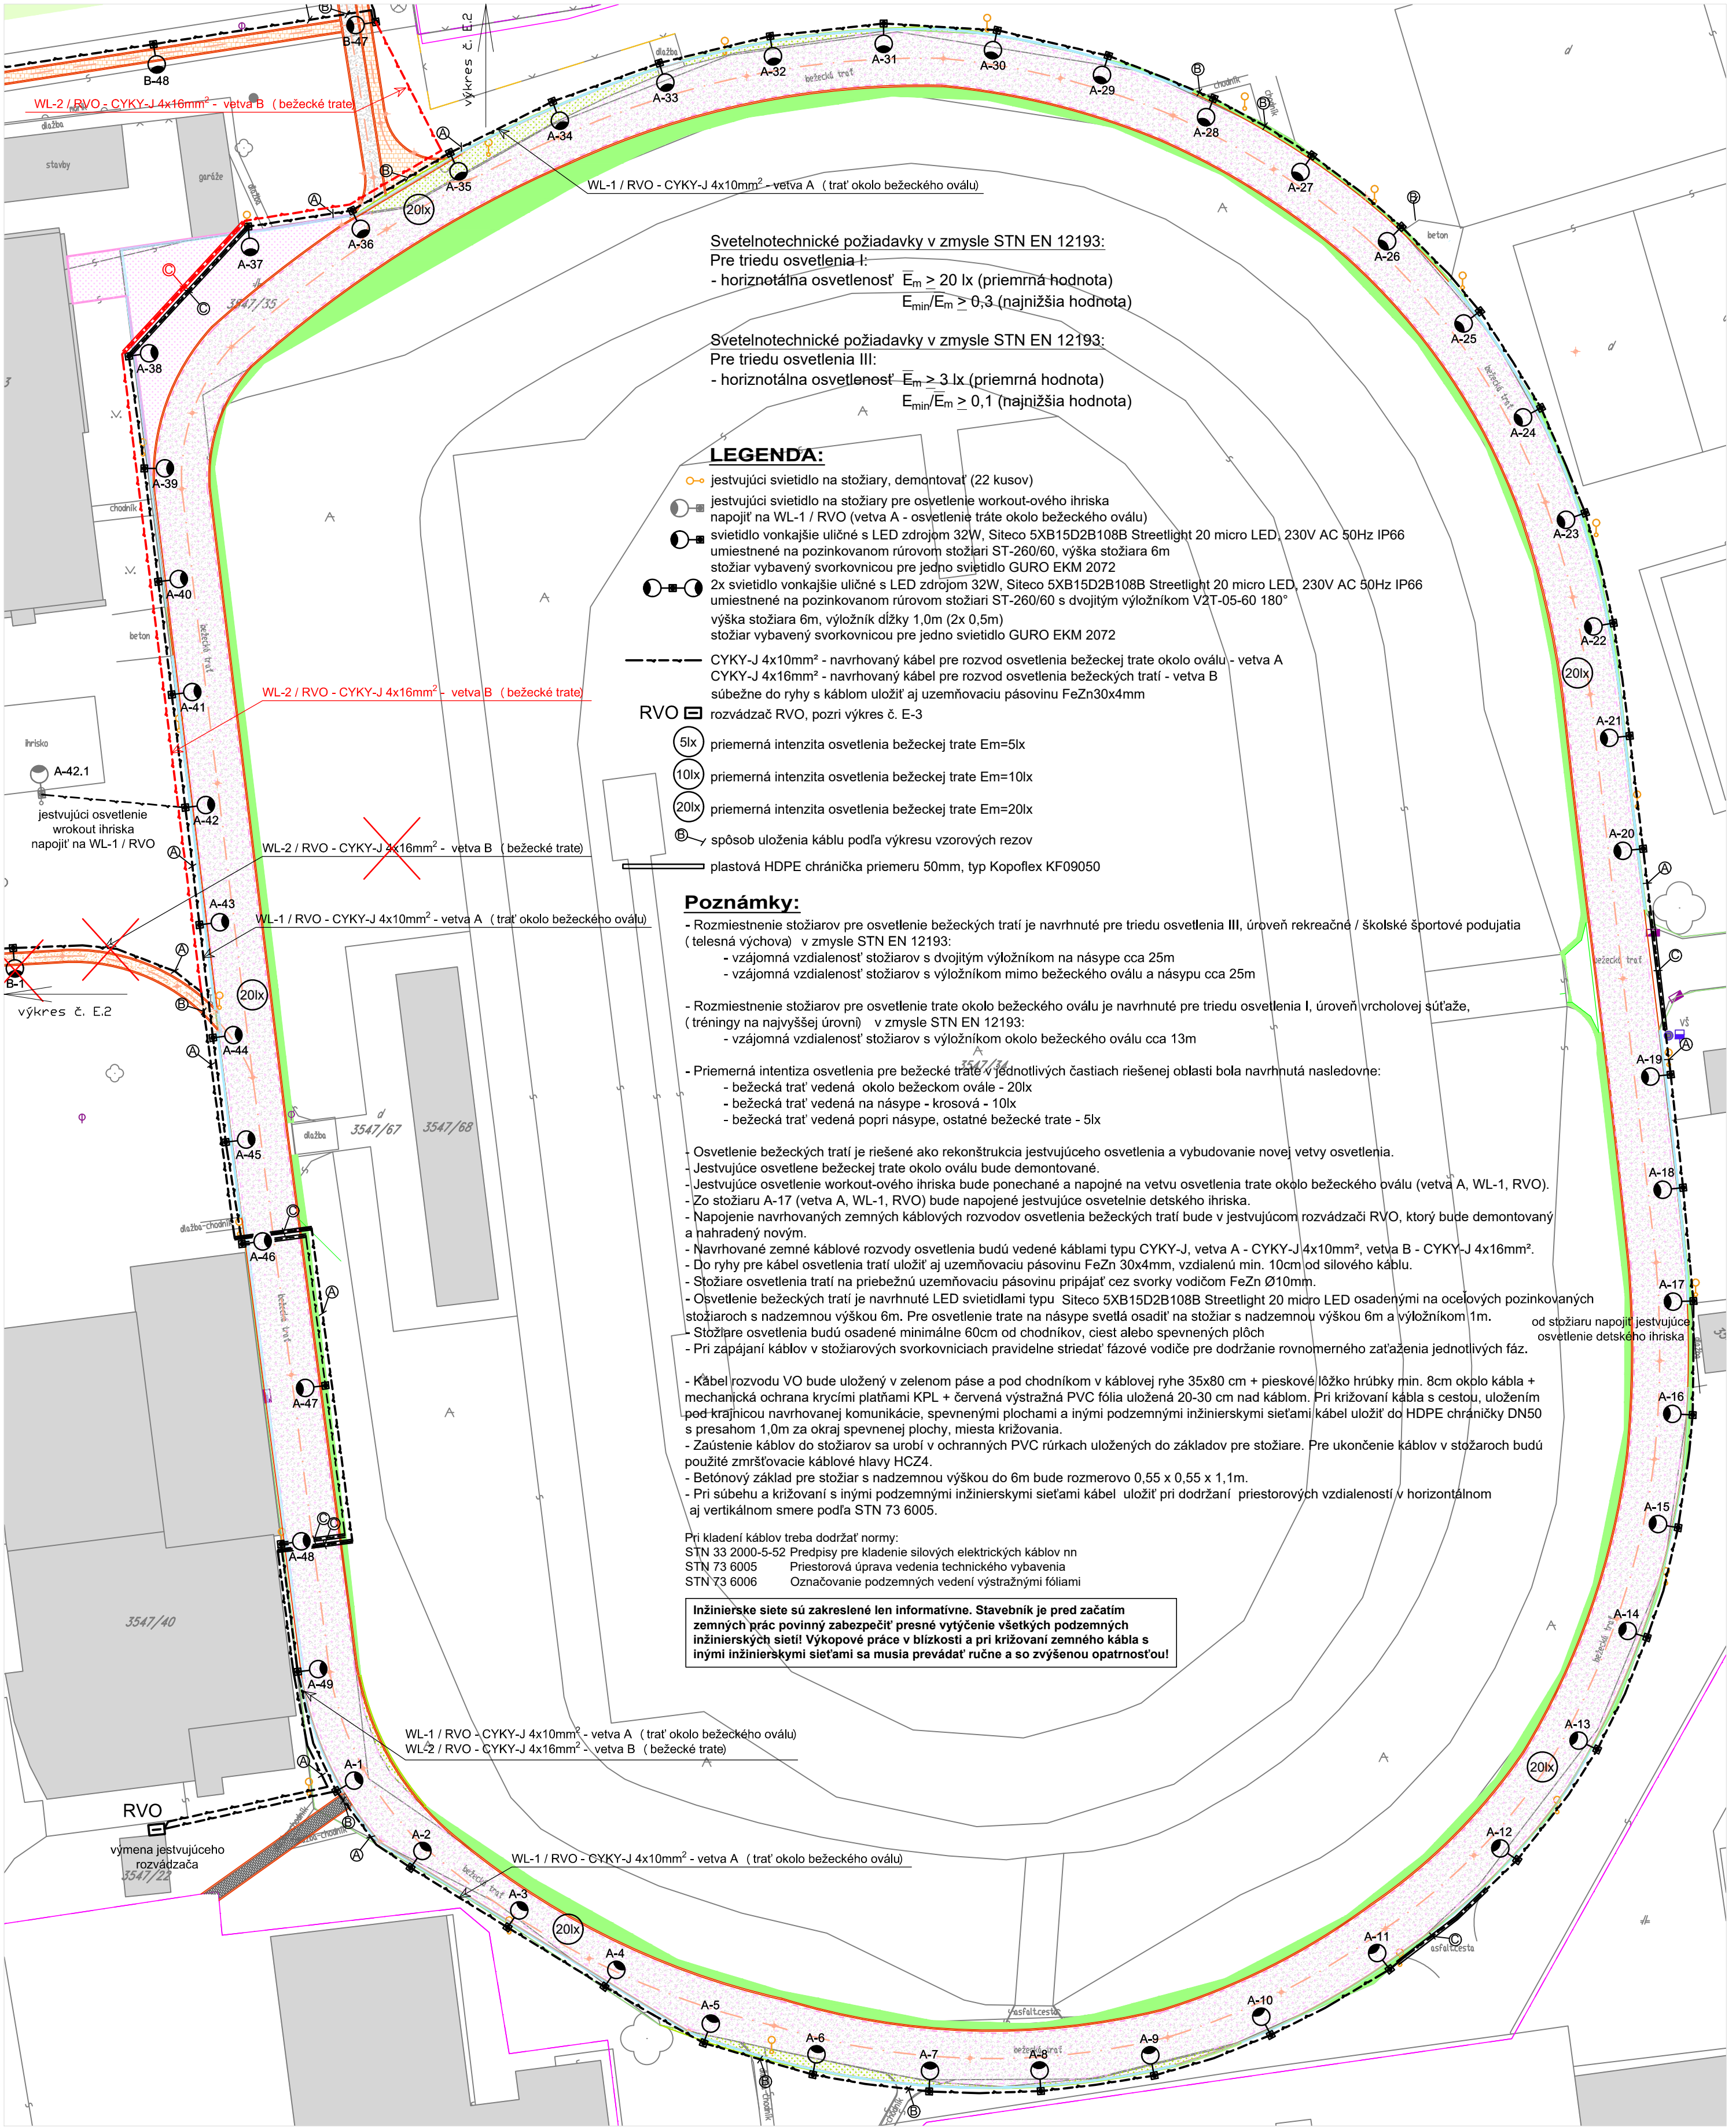 výkres č. E.2
B-47
B-48
WL-2 / RVO - CYKY-J 4x16mm² - vetva B ( bežecké trate)
dlažba
stavby
garáže
dlažba
dlažba
A-31
A-32
A-30
A-33
A-29
A-34
A-28
A-35
A-27
A-36
A-26
A-37
A-25
A-38
A-24
bežecká trať
chodník
chodník
beton
20lx
WL-1 / RVO - CYKY-J 4x10mm² - vetva A ( trať okolo bežeckého oválu)
3547/35
Svetelnotechnické požiadavky v zmysle STN EN 12193:
Pre triedu osvetlenia I:
- horiznotálna osvetlenosť Em ≥ 20 lx (priemrná hodnota)
Emin/Em ≥ 0,3 (najnižšia hodnota)
Svetelnotechnické požiadavky v zmysle STN EN 12193:
Pre triedu osvetlenia III:
- horiznotálna osvetlenosť Em ≥ 3 lx (priemrná hodnota)
Emin/Em ≥ 0,1 (najnižšia hodnota)
LEGENDA:
jestvujúci svietidlo na stožiary, demontovať (22 kusov)
jestvujúci svietidlo na stožiary pre osvetlenie workout-ového ihriska
napojiť na WL-1 / RVO (vetva A - osvetlenie tráte okolo bežeckého oválu)
svietidlo vonkajšie uličné s LED zdrojom 32W, Siteco 5XB15D2B108B Streetlight 20 micro LED, 230V AC 50Hz IP66
umiestnené na pozinkovanom rúrovom stožiari ST-260/60, výška stožiara 6m
stožiar vybavený svorkovnicou pre jedno svietidlo GURO EKM 2072
2x svietidlo vonkajšie uličné s LED zdrojom 32W, Siteco 5XB15D2B108B Streetlight 20 micro LED, 230V AC 50Hz IP66
umiestnené na pozinkovanom rúrovom stožiari ST-260/60 s dvojitým výložníkom V2T-05-60 180°
výška stožiara 6m, výložník dĺžky 1,0m (2x 0,5m)
stožiar vybavený svorkovnicou pre jedno svietidlo GURO EKM 2072
CYKY-J 4x10mm² - navrhovaný kábel pre rozvod osvetlenia bežeckej trate okolo oválu - vetva A
CYKY-J 4x16mm² - navrhovaný kábel pre rozvod osvetlenia bežeckých tratí - vetva B
súbežne do ryhy s káblom uložiť aj uzemňovaciu pásovinu FeZn30x4mm
RVO rozvádzač RVO, pozri výkres č. E-3
5lx priemerná intenzita osvetlenia bežeckej trate Em=5lx
10lx priemerná intenzita osvetlenia bežeckej trate Em=10lx
20lx priemerná intenzita osvetlenia bežeckej trate Em=20lx
B spôsob uloženia káblu podľa výkresu vzorových rezov
plastová HDPE chránička priemeru 50mm, typ Kopoflex KF09050
Poznámky:
- Rozmiestnenie stožiarov pre osvetlenie bežeckých tratí je navrhnuté pre triedu osvetlenia III, úroveň rekreačné / školské športové podujatia
( telesná výchova) v zmysle STN EN 12193:
- vzájomná vzdialenosť stožiarov s dvojitým výložníkom na násype cca 25m
- vzájomná vzdialenosť stožiarov s výložníkom mimo bežeckého oválu a násypu cca 25m
- Rozmiestnenie stožiarov pre osvetlenie trate okolo bežeckého oválu je navrhnuté pre triedu osvetlenia I, úroveň vrcholovej súťaže,
( tréningy na najvyššej úrovni) v zmysle STN EN 12193:
- vzájomná vzdialenosť stožiarov s výložníkom okolo bežeckého oválu cca 13m
3547/34
- Priemerná intentiza osvetlenia pre bežecké trate v jednotlivých častiach riešenej oblasti bola navrhnutá nasledovne:
- bežecká trať vedená okolo bežeckom ovále - 20lx
- bežecká trať vedená na násype - krosová - 10lx
- bežecká trať vedená popri násype, ostatné bežecké trate - 5lx
- Osvetlenie bežeckých tratí je riešené ako rekonštrukcia jestvujúceho osvetlenia a vybudovanie novej vetvy osvetlenia.
- Jestvujúce osvetlene bežeckej trate okolo oválu bude demontované.
- Jestvujúce osvetlenie workout-ového ihriska bude ponechané a napojné na vetvu osvetlenia trate okolo bežeckého oválu (vetva A, WL-1, RVO).
- Zo stožiaru A-17 (vetva A, WL-1, RVO) bude napojené jestvujúce osvetelnie detského ihriska.
- Napojenie navrhovaných zemných káblových rozvodov osvetlenia bežeckých tratí bude v jestvujúcom rozvádzači RVO, ktorý bude demontovaný
a nahradený novým.
- Navrhované zemné káblové rozvody osvetlenia budú vedené káblami typu CYKY-J, vetva A - CYKY-J 4x10mm², vetva B - CYKY-J 4x16mm².
- Do ryhy pre kábel osvetlenia tratí uložiť aj uzemňovaciu pásovinu FeZn 30x4mm, vzdialenú min. 10cm od silového káblu.
- Stožiare osvetlenia tratí na priebežnú uzemňovaciu pásovinu pripájať cez svorky vodičom FeZn Ø10mm.
- Osvetlenie bežeckých tratí je navrhnuté LED svietidlami typu Siteco 5XB15D2B108B Streetlight 20 micro LED osadenými na oceľových pozinkovaných
stožiaroch s nadzemnou výškou 6m. Pre osvetlenie trate na násype svetlá osadiť na stožiar s nadzemnou výškou 6m a výložníkom 1m.
- Stožiare osvetlenia budú osadené minimálne 60cm od chodníkov, ciest alebo spevnených plôch
- Pri zapájaní káblov v stožiarových svorkovniciach pravidelne striedať fázové vodiče pre dodržanie rovnomerného zaťaženia jednotlivých fáz.
- Kábel rozvodu VO bude uložený v zelenom páse a pod chodníkom v káblovej ryhe 35x80 cm + pieskové lôžko hrúbky min. 8cm okolo kábla +
mechanická ochrana krycími platňami KPL + červená výstražná PVC fólia uložená 20-30 cm nad káblom. Pri križovaní kábla s cestou, uložením
pod krajnicou navrhovanej komunikácie, spevnenými plochami a inými podzemnými inžinierskymi sieťami kábel uložiť do HDPE chráničky DN50
s presahom 1,0m za okraj spevnenej plochy, miesta križovania.
- Zaústenie káblov do stožiarov sa urobí v ochranných PVC rúrkach uložených do základov pre stožiare. Pre ukončenie káblov v stožaroch budú
použité zmršťovacie káblové hlavy HCZ4.
- Betónový základ pre stožiar s nadzemnou výškou do 6m bude rozmerovo 0,55 x 0,55 x 1,1m.
- Pri súbehu a križovaní s inými podzemnými inžinierskymi sieťami kábel uložiť pri dodržaní priestorových vzdialeností v horizontálnom
aj vertikálnom smere podľa STN 73 6005.
Pri kladení káblov treba dodržať normy:
STN 33 2000-5-52 Predpisy pre kladenie silových elektrických káblov nn
STN 73 6005 Priestorová úprava vedenia technického vybavenia
STN 73 6006 Označovanie podzemných vedení výstražnými fóliami
Inžinierske siete sú zakreslené len informatívne. Stavebník je pred začatím
zemných prác povinný zabezpečiť presné vytýčenie všetkých podzemných
inžinierských sietí! Výkopové práce v blízkosti a pri križovaní zemného kábla s
inými inžinierskymi sieťami sa musia prevádať ručne a so zvýšenou opatrnosťou!
A-39
chodník
A-40
beton
bežecká trať
A-41
WL-2 / RVO - CYKY-J 4x16mm² - vetva B ( bežecké trate)
ihrisko
A-42.1
jestvujúci osvetlenie
wrokout ihriska
napojiť na WL-1 / RVO
A-42
WL-2 / RVO - CYKY-J 4x16mm² - vetva B ( bežecké trate)
A-43
WL-1 / RVO - CYKY-J 4x10mm² - vetva A ( trať okolo bežeckého oválu)
B-1
20lx
výkres č. E.2
A-44
A-45
dlažba
3547/67
3547/68
dlažba-chodník
A-46
bežecká trať
A-47
A-48
3547/40
A-49
WL-1 / RVO - CYKY-J 4x10mm² - vetva A ( trať okolo bežeckého oválu)
WL-2 / RVO - CYKY-J 4x16mm² - vetva B ( bežecké trate)
A-1
RVO
výmena jestvujúceho
rozvádzača
3547/22
A-2
WL-1 / RVO - CYKY-J 4x10mm² - vetva A ( trať okolo bežeckého oválu)
bežecká trať
A-3
20lx
A-4
A-5
A-6
A-7
A-8
A-9
A-10
A-11
A-12
A-13
A-14
A-15
A-16
A-17
od stožiaru napojiť jestvujúce
osvetlenie detského ihriska
A-18
A-19
VŠ
A-20
A-21
A-22
A-23
20lx
bežecká trať
bežecká trať
20lx
asfalt.cesta
asfalt.cesta
bežecká trať
chodník
chodník